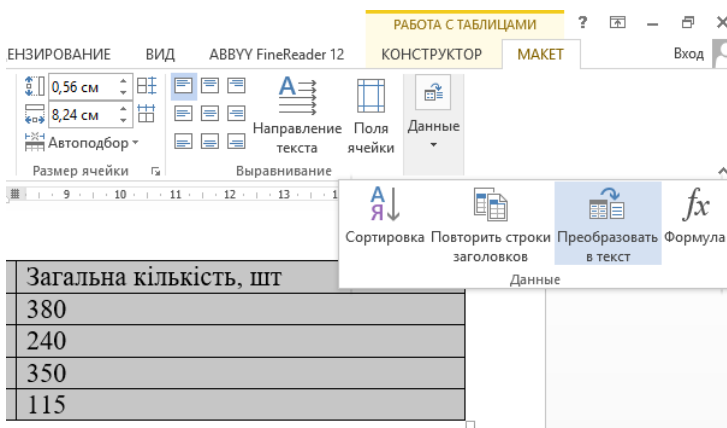 РАБОТА С ТАБЛИЦАМИ ?
ЕНЗИРОВАНИЕ ВИД ABBYY FineReader 12 КОНСТРУКТОР МАКЕТ Вход
0,56 см
8,24 см
Автоподбор
Направление текста
Поля ячейки
Данные
Размер ячейки Выравнивание
9 10 11 12 13 1
А Я
Сортировка
Повторить строки заголовков
Преобразовать в текст
fx
Формула
Данные
Загальна кількість, шт
380
240
350
115